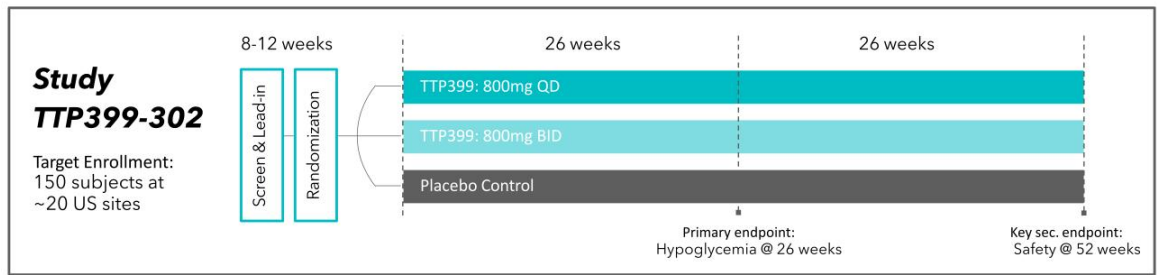 8-12 weeks
26 weeks
26 weeks
Study
TTP399-302
Target Enrollment:
150 subjects at
~20 US sites
Screen & Lead-in
Randomization
TTP399: 800mg QD
TTP399: 800mg BID
Placebo Control
Primary endpoint:
Hypoglycemia @ 26 weeks
Key sec. endpoint:
Safety @ 52 weeks